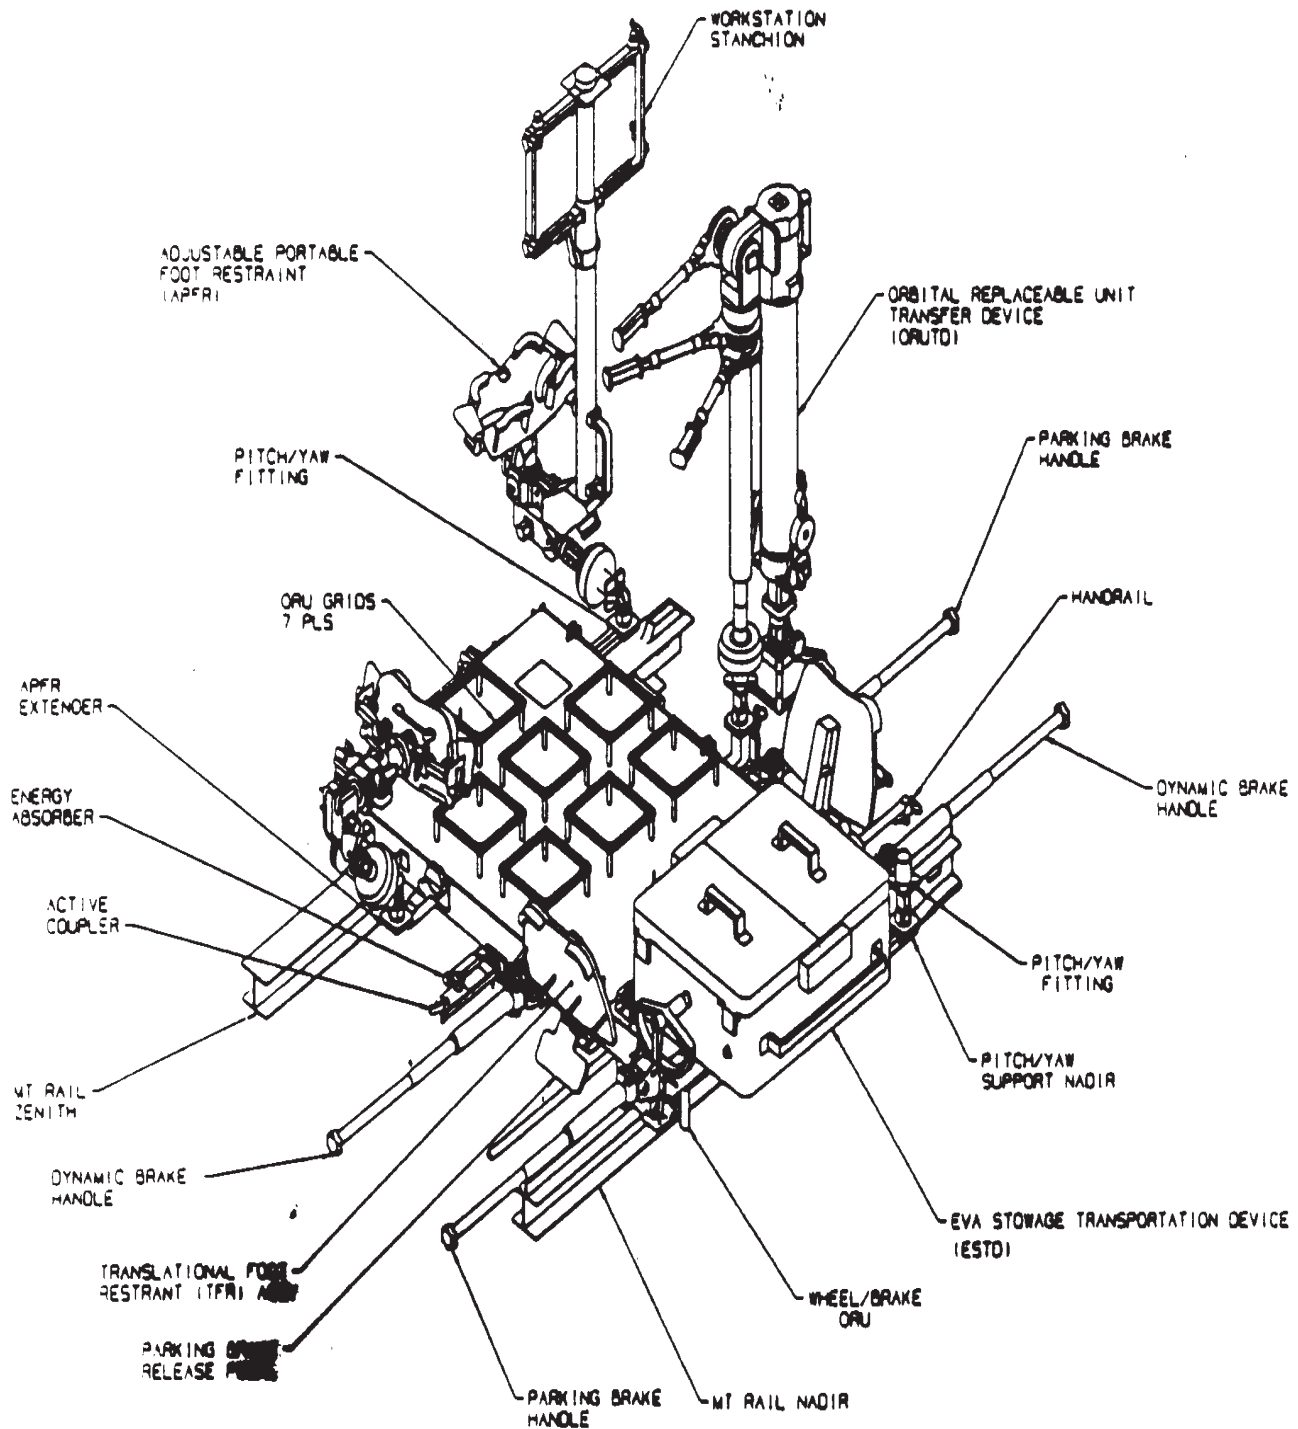 WORKSTATION
STANCHION
ADJUSTABLE PORTABLE
FOOT RESTRAINT
(APFR)
ORBITAL REPLACEABLE UNIT
TRANSFER DEVICE
(ORUTD)
PARKING BRAKE
HANDLE
PITCH/YAW
FITTING
HANDRAIL
ORU GRIDS
7 PLS
APFR
EXTENDER
DYNAMIC BRAKE
HANDLE
ENERGY
ABSORBER
ACTIVE
COUPLER
PITCH/YAW
FITTING
PITCH/YAW
SUPPORT NADIR
MT RAIL
ZENITH
DYNAMIC BRAKE
HANDLE
EVA STOWAGE TRANSPORTATION DEVICE
(ESTD)
TRANSLATIONAL FOOT
RESTRANT (TFR)
WHEEL/BRAKE
ORU
PARKING
RELEASE
PARKING BRAKE
HANDLE
MT RAIL NADIR